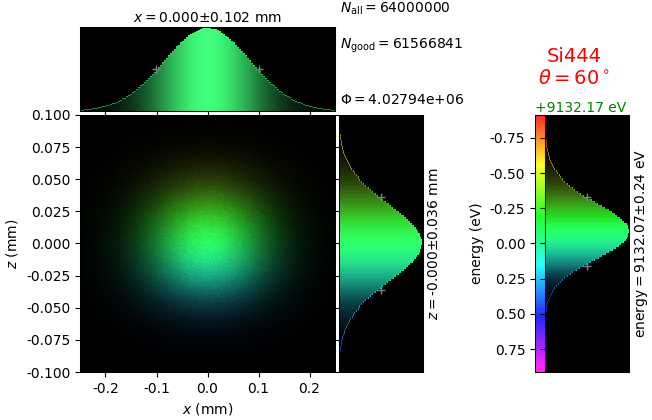 x = 0.000±0.102 mm
N_all = 64000000
N_good = 61566841
Φ = 4.02794e+06
Si444
θ = 60°
+9132.17 eV
0.100
0.075
0.050
0.025
0.000
-0.025
-0.050
-0.075
-0.100
z (mm)
-0.2
-0.1
0.0
0.1
0.2
x (mm)
z = -0.000±0.036 mm
-0.75
-0.50
-0.25
0.00
0.25
0.50
0.75
energy (eV)
energy = 9132.07±0.24 eV